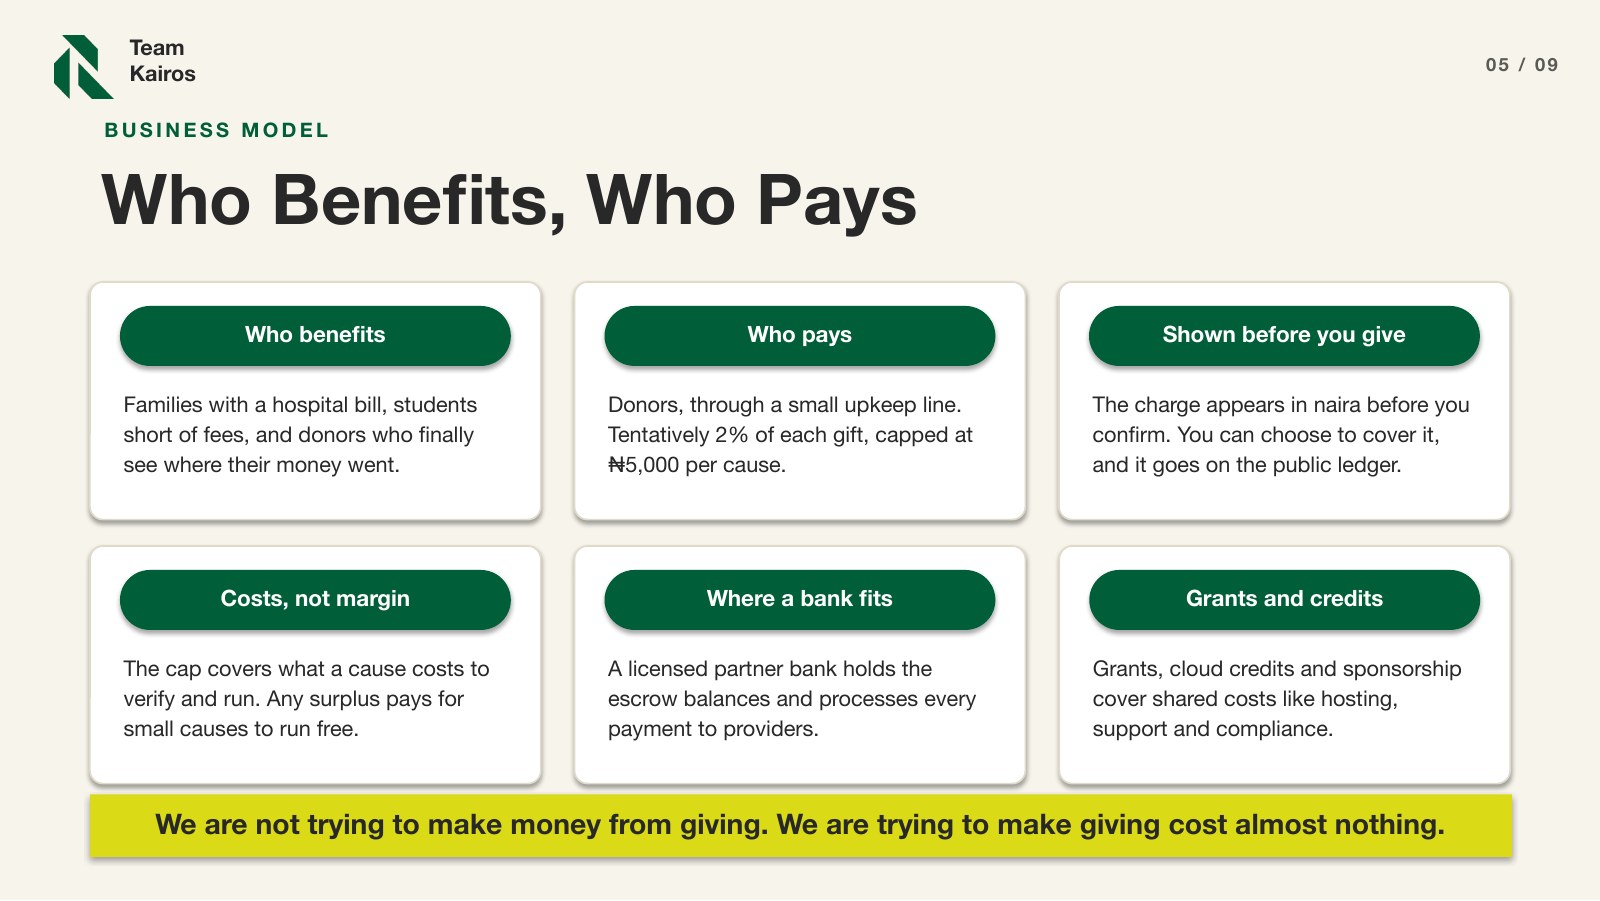 Team
Kairos
05 / 09
BUSINESS MODEL
Who Benefits, Who Pays
Who benefits
Families with a hospital bill, students
short of fees, and donors who finally
see where their money went.
Who pays
Donors, through a small upkeep line.
Tentatively 2% of each gift, capped at
₦5,000 per cause.
Shown before you give
The charge appears in naira before you
confirm. You can choose to cover it,
and it goes on the public ledger.
Costs, not margin
The cap covers what a cause costs to
verify and run. Any surplus pays for
small causes to run free.
Where a bank fits
A licensed partner bank holds the
escrow balances and processes every
payment to providers.
Grants and credits
Grants, cloud credits and sponsorship
cover shared costs like hosting,
support and compliance.
We are not trying to make money from giving. We are trying to make giving cost almost nothing.